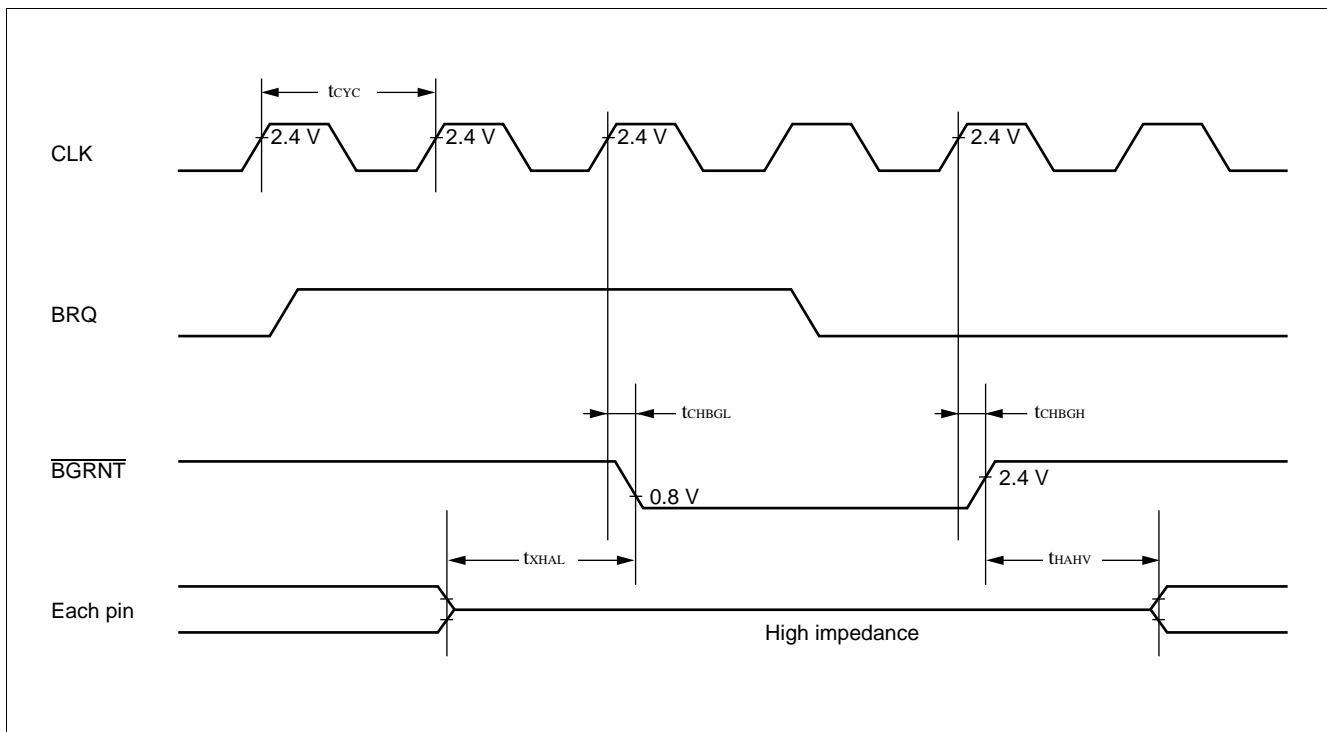 tCYC
CLK
2.4 V
2.4 V
2.4 V
2.4 V
BRQ
tCHBGL
tCHBGH
BGRNT
0.8 V
2.4 V
tXHAL
tHAHV
Each pin
High impedance